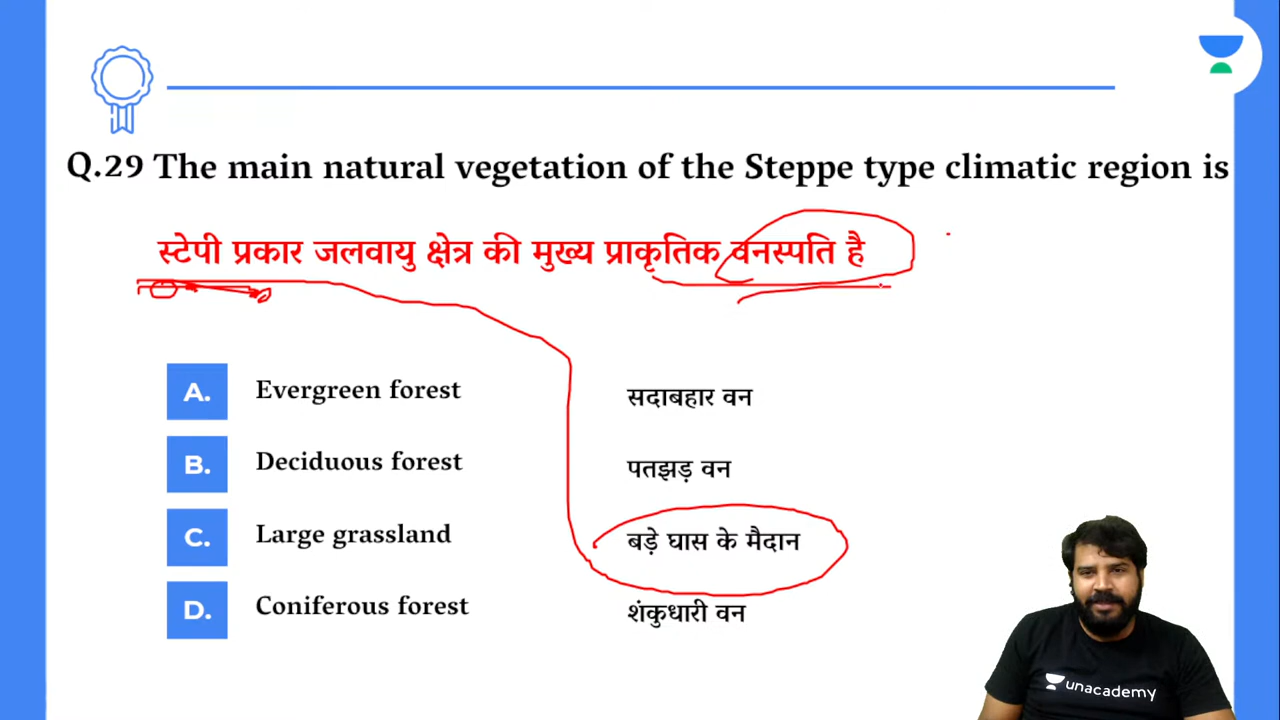 Q.29 The main natural vegetation of the Steppe type climatic region is
स्टेपी प्रकार जलवायु क्षेत्र की मुख्य प्राकृतिक वनस्पति है
A. Evergreen forest सदाबहार वन
B. Deciduous forest पतझड़ वन
C. Large grassland बड़े घास के मैदान
D. Coniferous forest शंकुधारी वन
unacademy